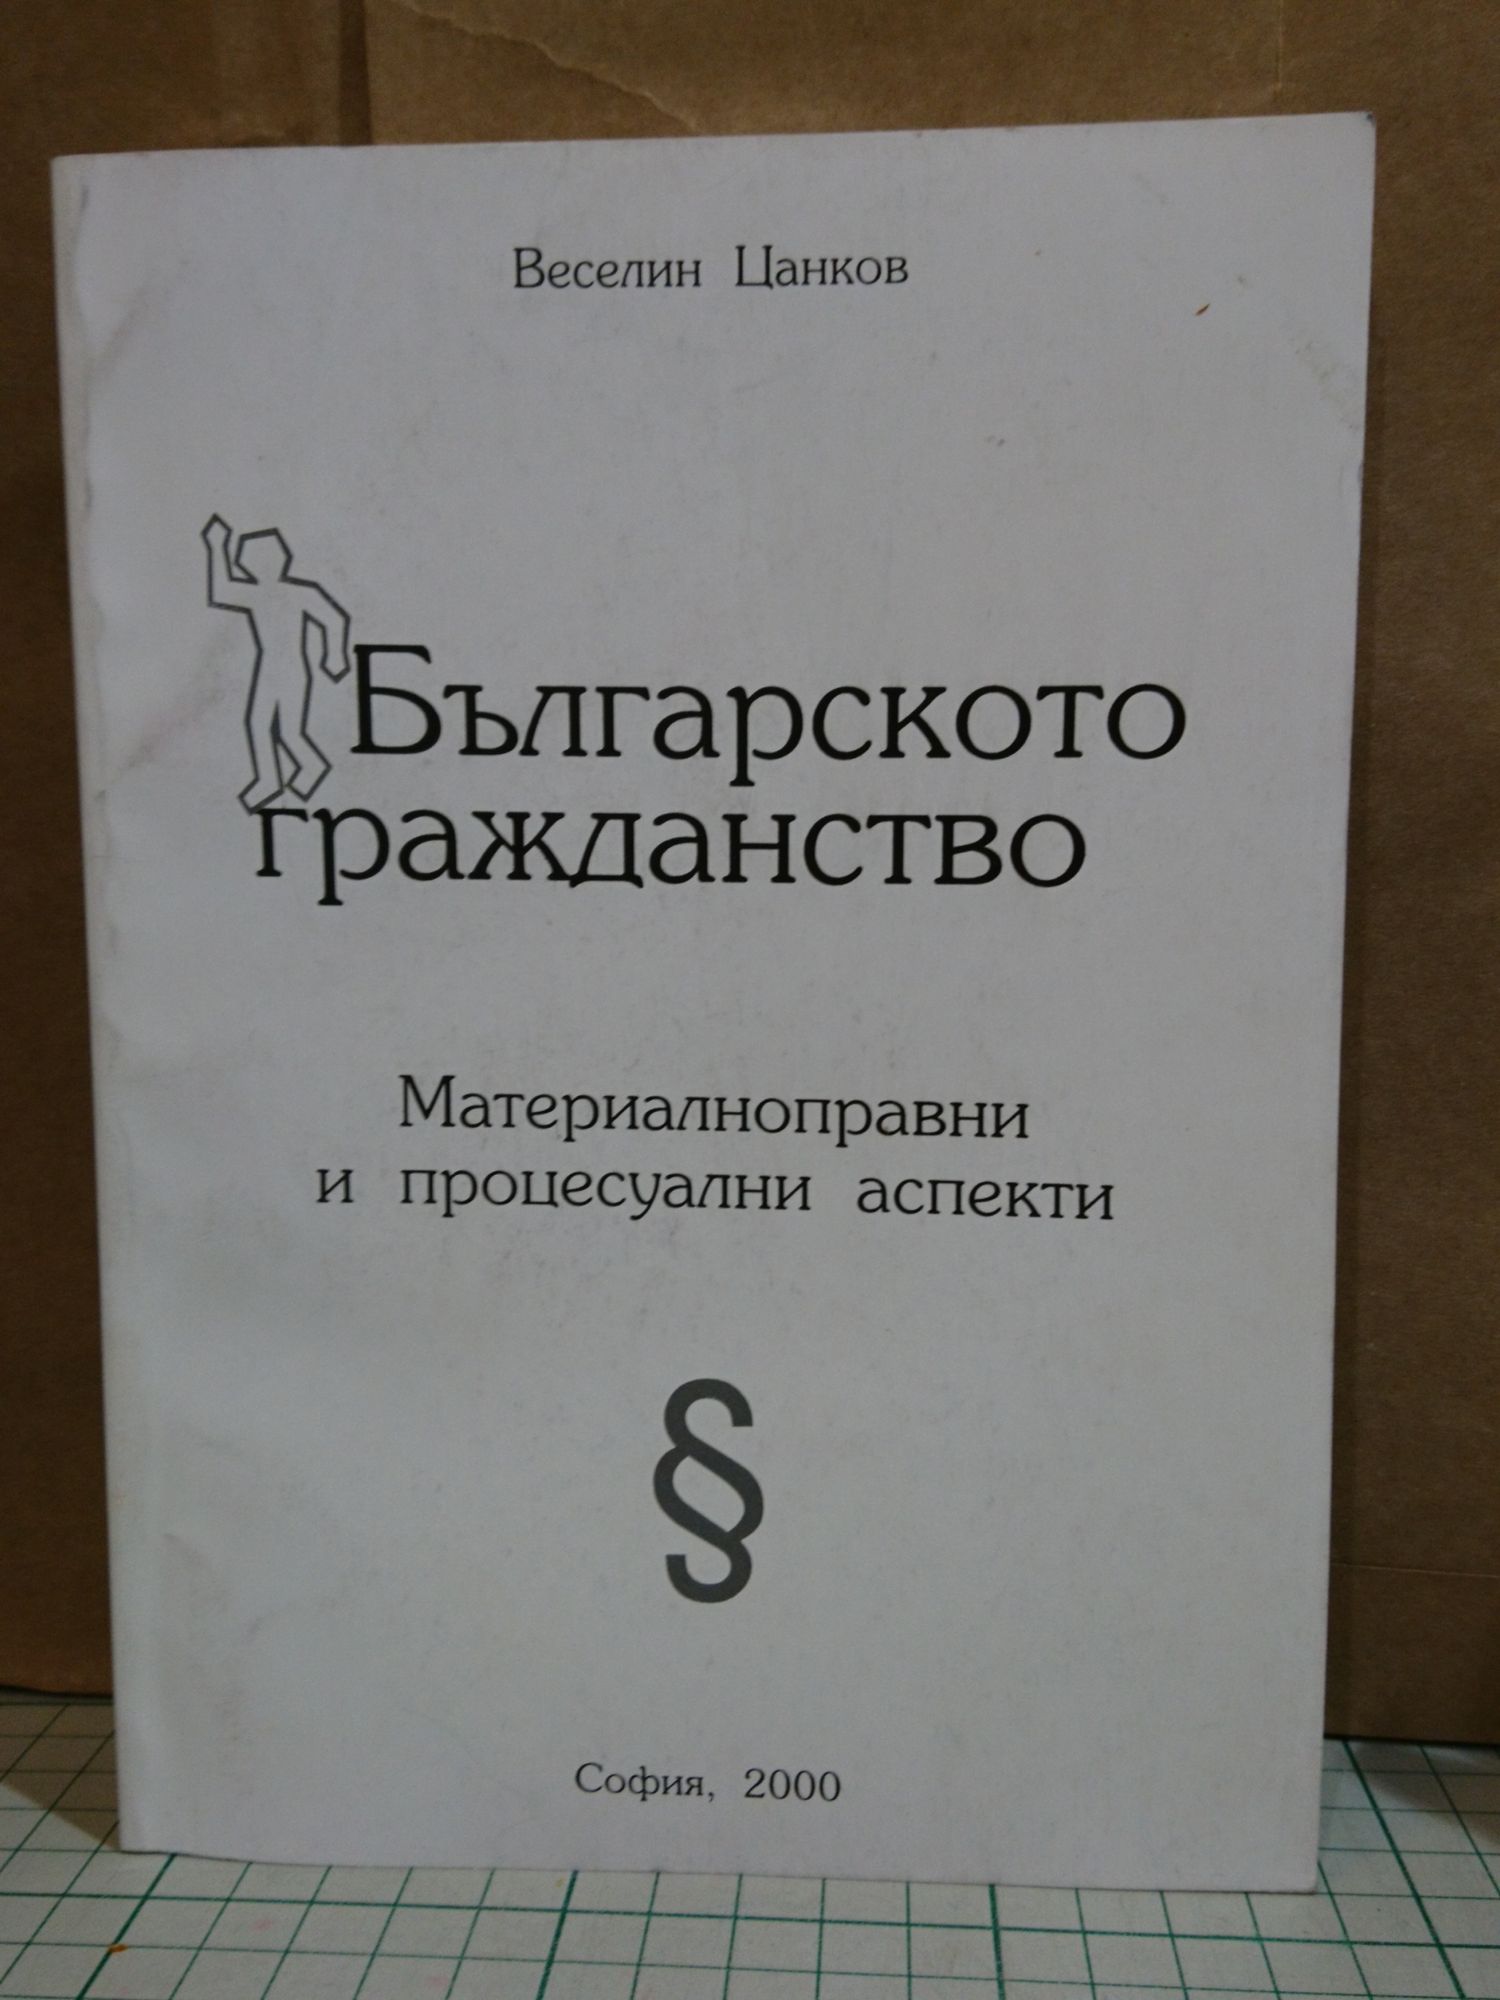 Веселин Цанков
Българското
гражданство
Материалноправни
и процесуални аспекти
§
София, 2000